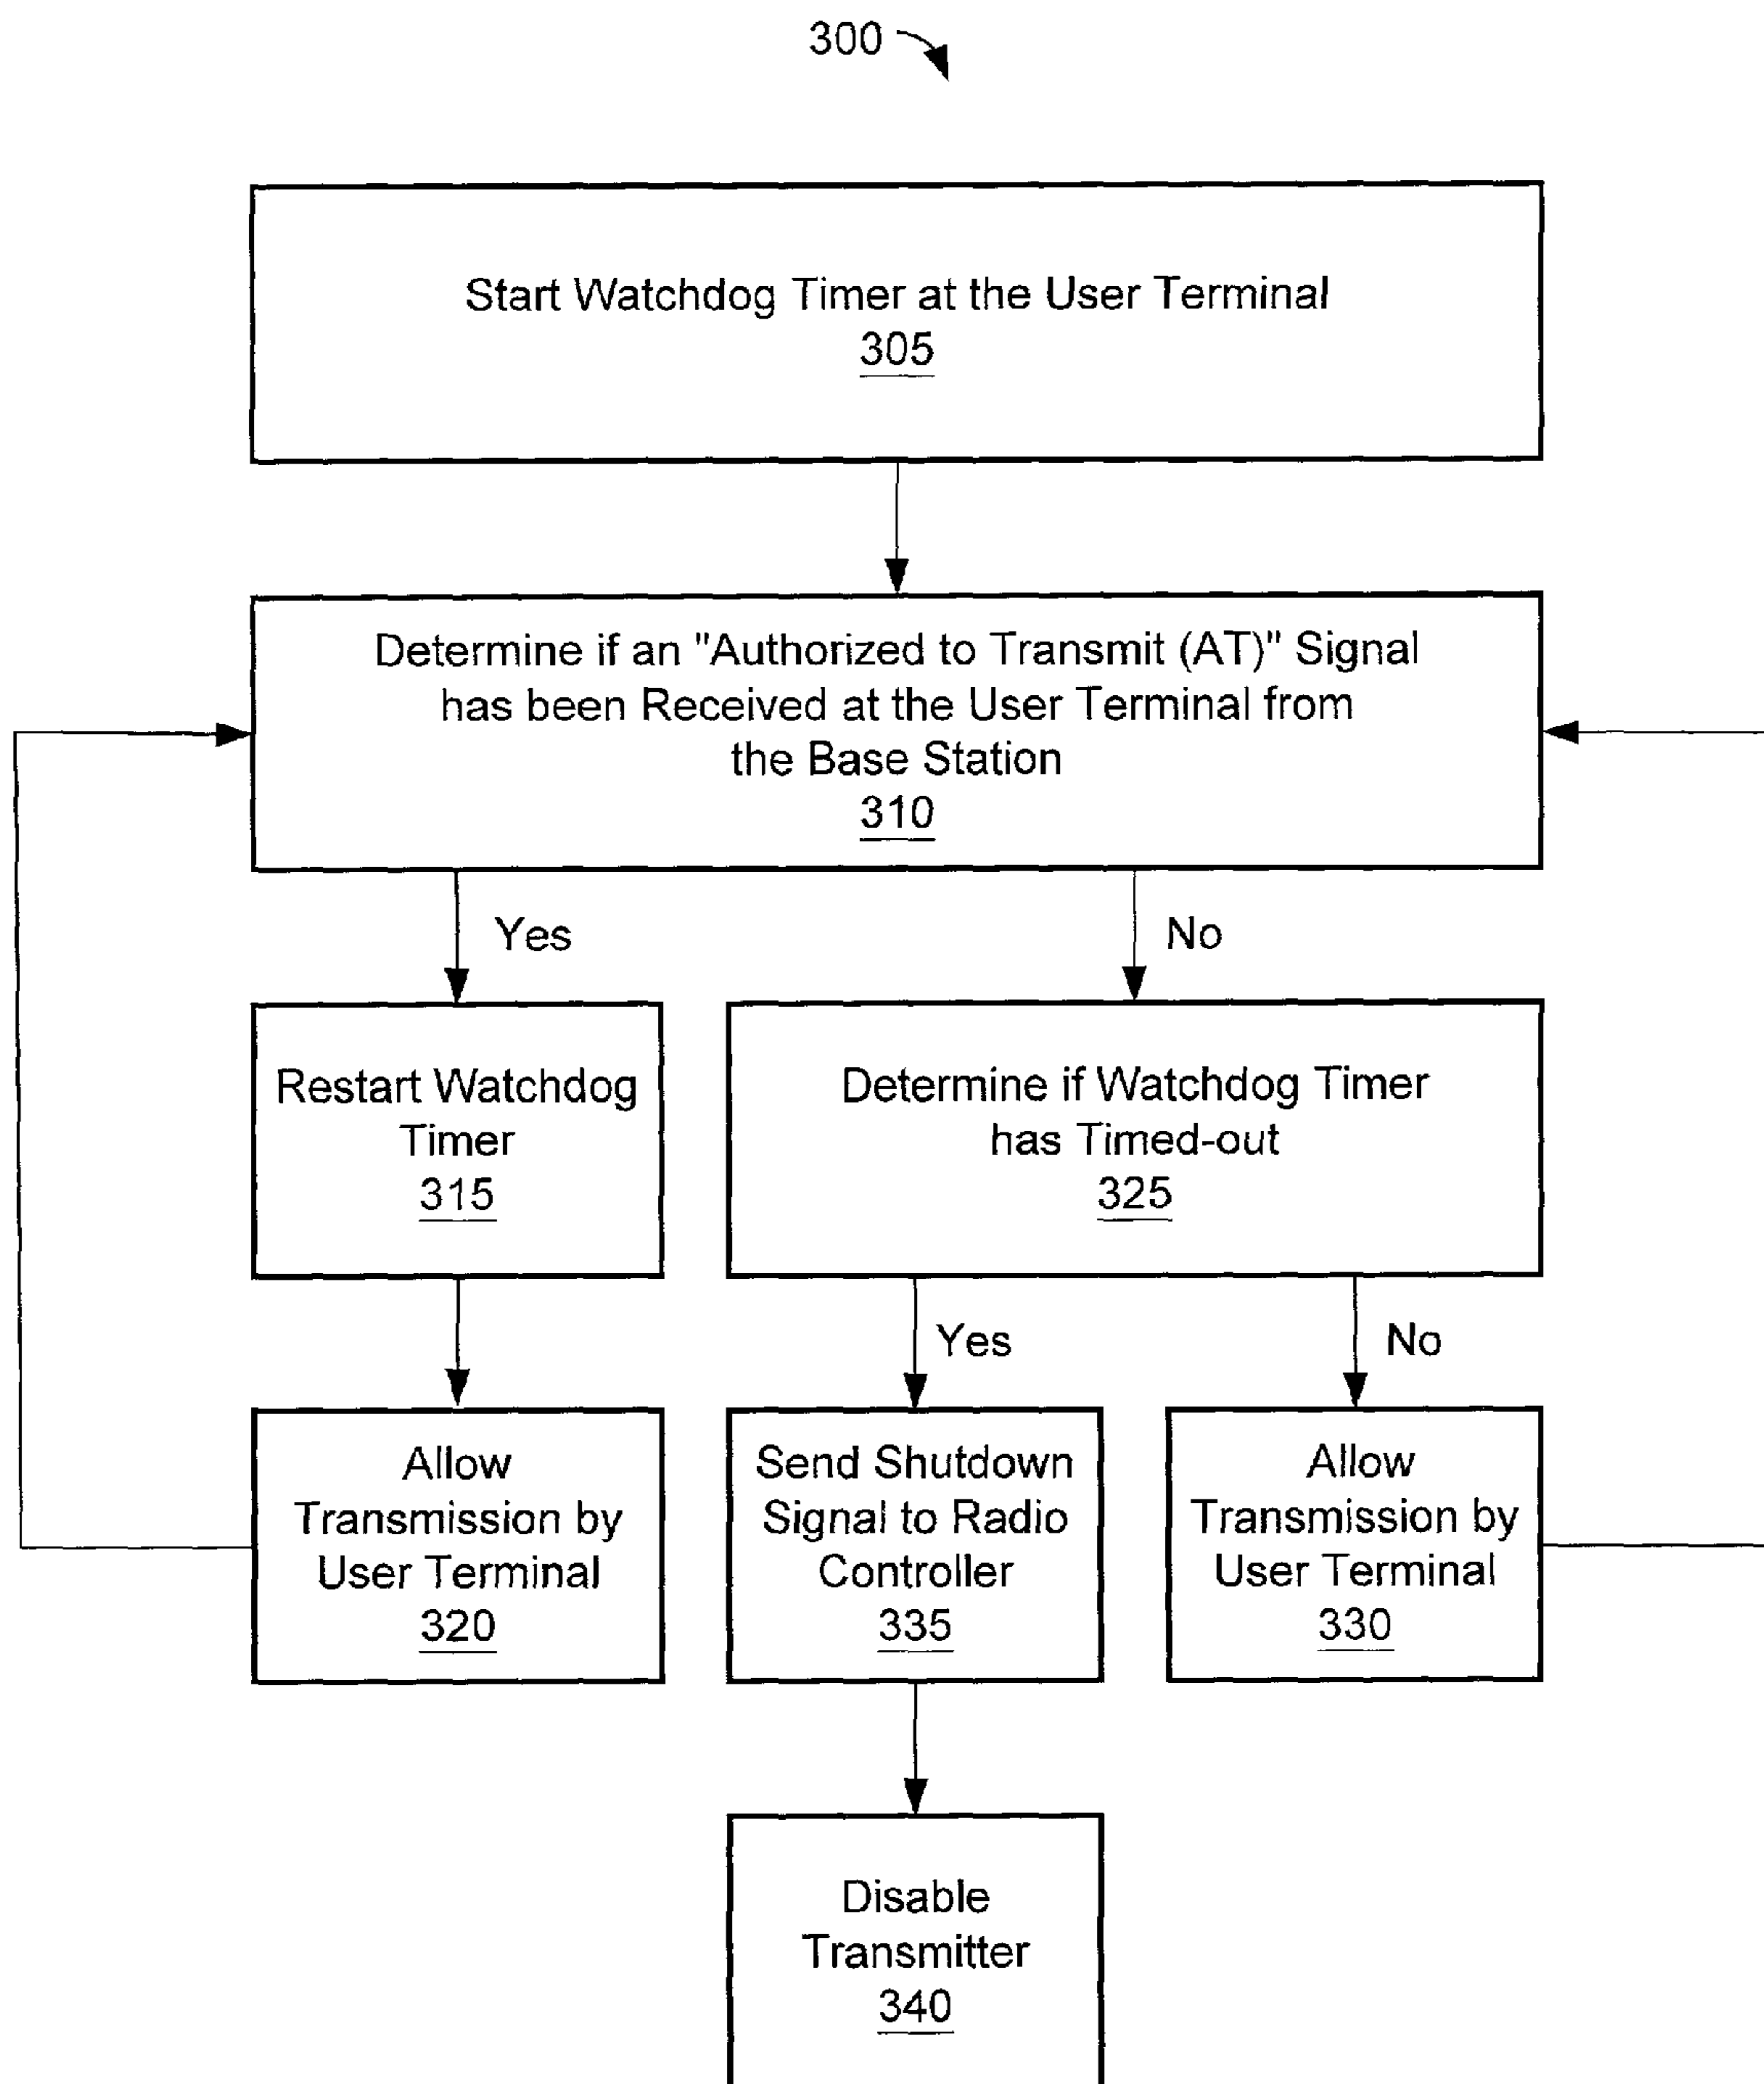 300
Start Watchdog Timer at the User Terminal
305
Determine if an "Authorized to Transmit (AT)" Signal
has been Received at the User Terminal from
the Base Station
310
Yes
No
Restart Watchdog
Timer
315
Determine if Watchdog Timer
has Timed-out
325
Yes
No
Allow
Transmission by
User Terminal
320
Send Shutdown
Signal to Radio
Controller
335
Allow
Transmission by
User Terminal
330
Disable
Transmitter
340